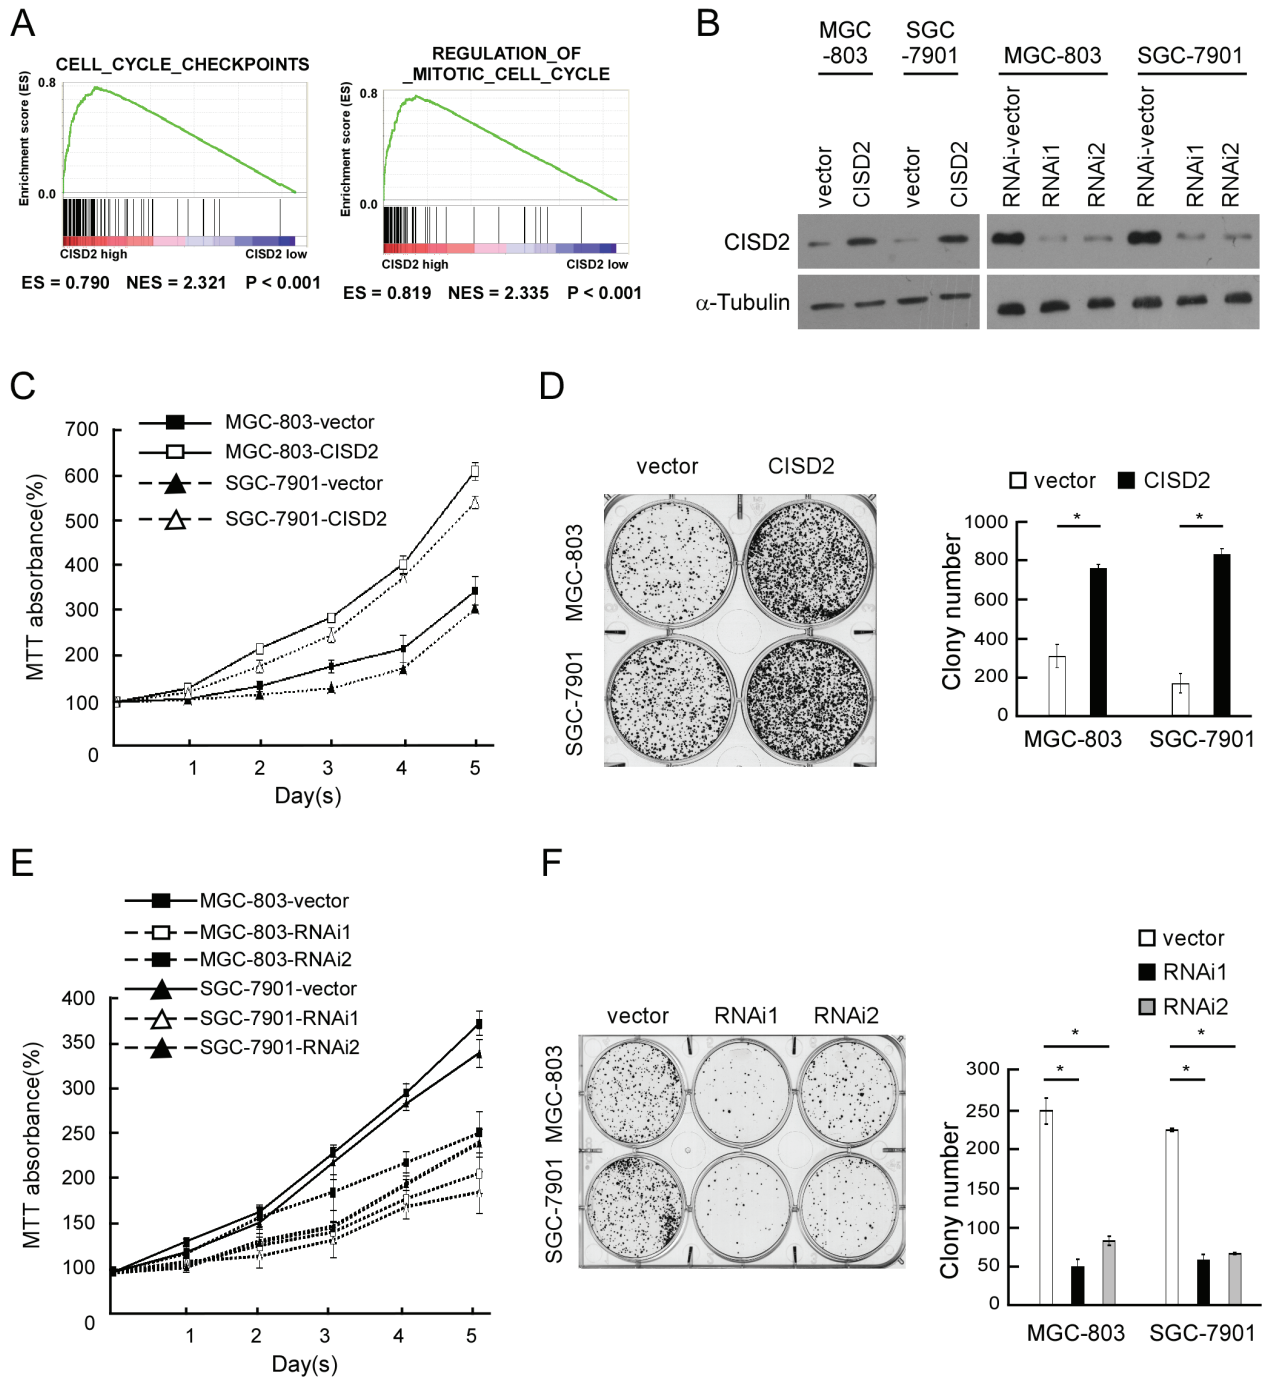 A
CELL_CYCLE_CHECKPOINTS
Enrichment score (ES)
0.8
0.0
CISD2 high
CISD2 low
ES = 0.790 NES = 2.321 P < 0.001
REGULATION_OF
_MITOTIC_CELL_CYCLE
Enrichment score (ES)
0.8
0.0
CISD2 high
CISD2 low
ES = 0.819 NES = 2.335 P < 0.001
B
MGC
-803
SGC
-7901
MGC-803
SGC-7901
vector
CISD2
vector
CISD2
RNAi-vector
RNAi1
RNAi2
RNAi-vector
RNAi1
RNAi2
CISD2
α-Tubulin
C
MGC-803-vector
MGC-803-CISD2
SGC-7901-vector
SGC-7901-CISD2
MTT absorbance(%)
700
600
500
400
300
200
100
0
1 2 3 4 5
Day(s)
D
vector
CISD2
MGC-803
SGC-7901
vector
CISD2
Clony number
1000
800
600
400
200
0
*
*
MGC-803
SGC-7901
E
MGC-803-vector
MGC-803-RNAi1
MGC-803-RNAi2
SGC-7901-vector
SGC-7901-RNAi1
SGC-7901-RNAi2
MTT absorbance(%)
400
350
300
250
200
150
100
0
1 2 3 4 5
Day(s)
F
vector
RNAi1
RNAi2
MGC-803
SGC-7901
vector
RNAi1
RNAi2
Clony number
300
250
200
150
100
50
0
*
*
*
*
MGC-803
SGC-7901